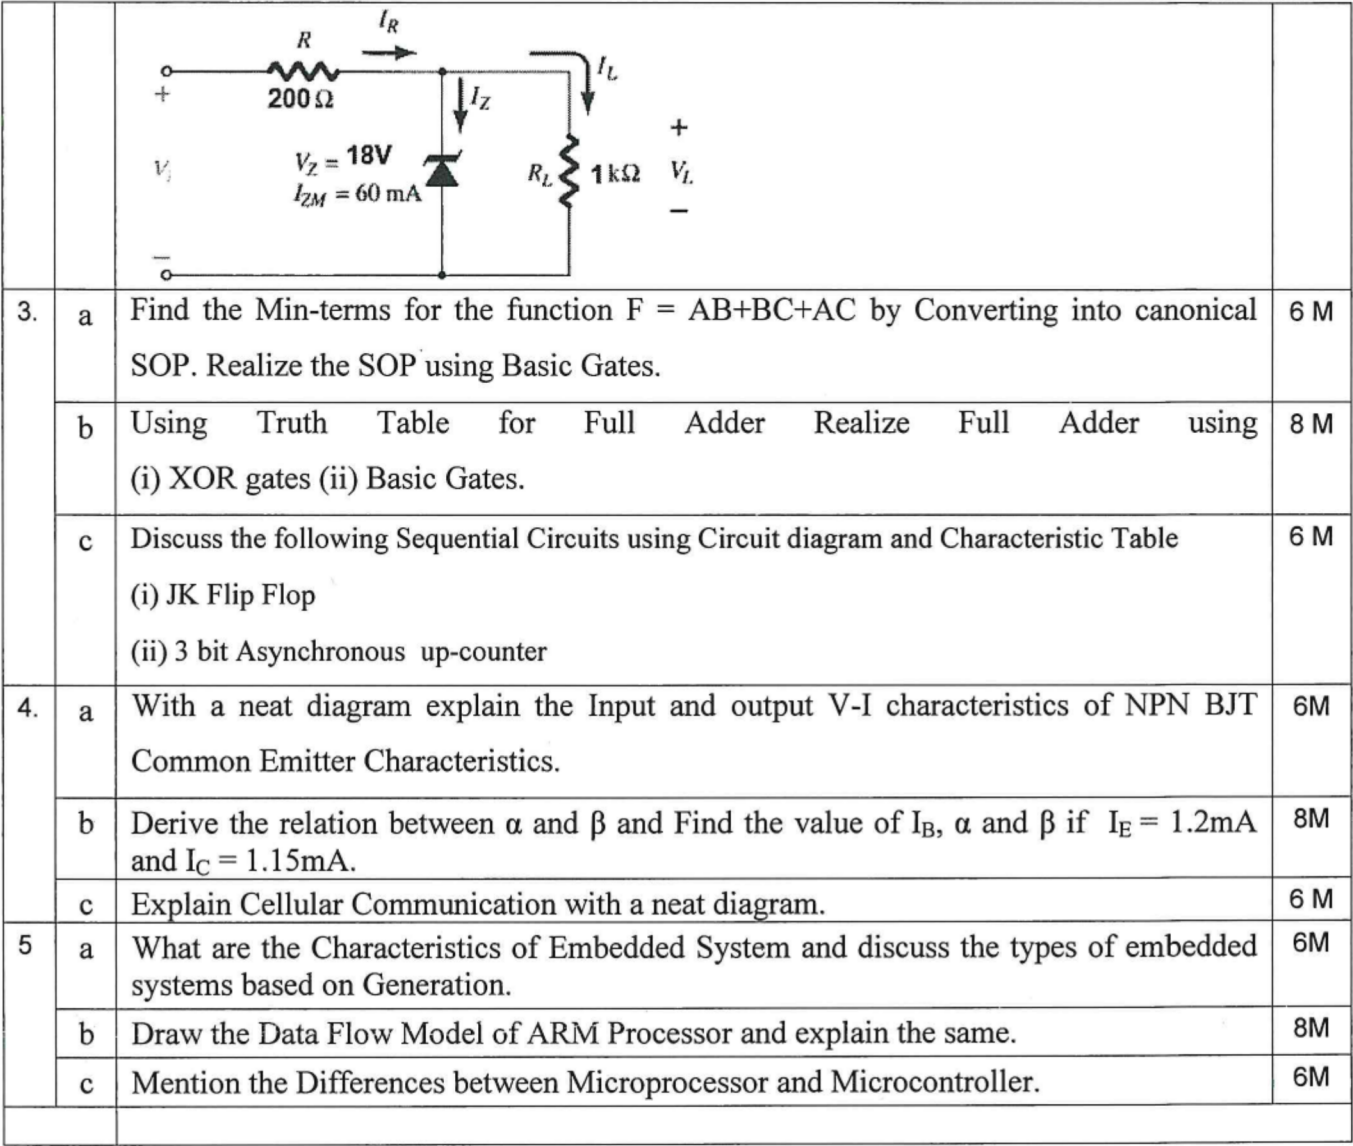 I_R
R
200 Ω
I_L
+
I_Z
+
V_Z = 18V
I_ZM = 60 mA
V_i
R_L
1 kΩ
V_L
−
−
3. a Find the Min-terms for the function F = AB+BC+AC by Converting into canonical 6 M
SOP. Realize the SOP using Basic Gates.
b Using Truth Table for Full Adder Realize Full Adder using 8 M
(i) XOR gates (ii) Basic Gates.
c Discuss the following Sequential Circuits using Circuit diagram and Characteristic Table 6 M
(i) JK Flip Flop
(ii) 3 bit Asynchronous up-counter
4. a With a neat diagram explain the Input and output V-I characteristics of NPN BJT 6M
Common Emitter Characteristics.
b Derive the relation between α and β and Find the value of I_B, α and β if I_E = 1.2mA 8M
and I_C = 1.15mA.
c Explain Cellular Communication with a neat diagram. 6 M
5 a What are the Characteristics of Embedded System and discuss the types of embedded 6M
systems based on Generation.
b Draw the Data Flow Model of ARM Processor and explain the same. 8M
c Mention the Differences between Microprocessor and Microcontroller. 6M